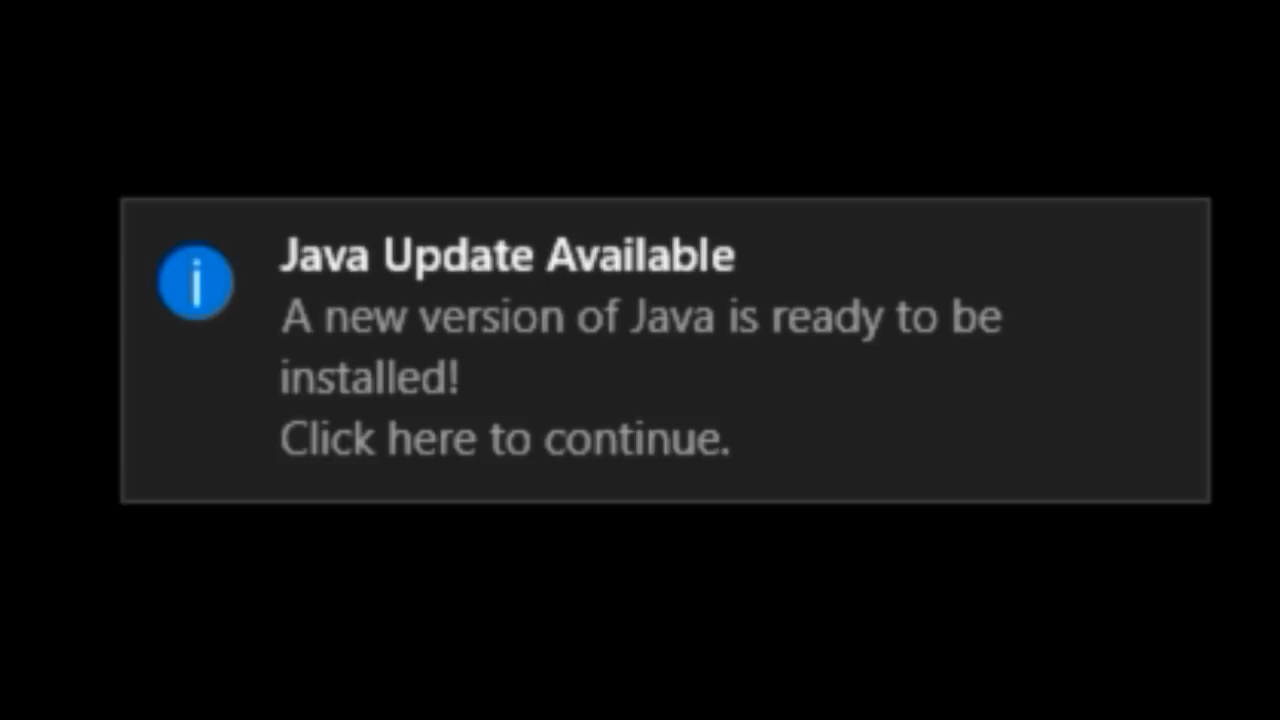 Java Update Available
A new version of Java is ready to be
installed!
Click here to continue.